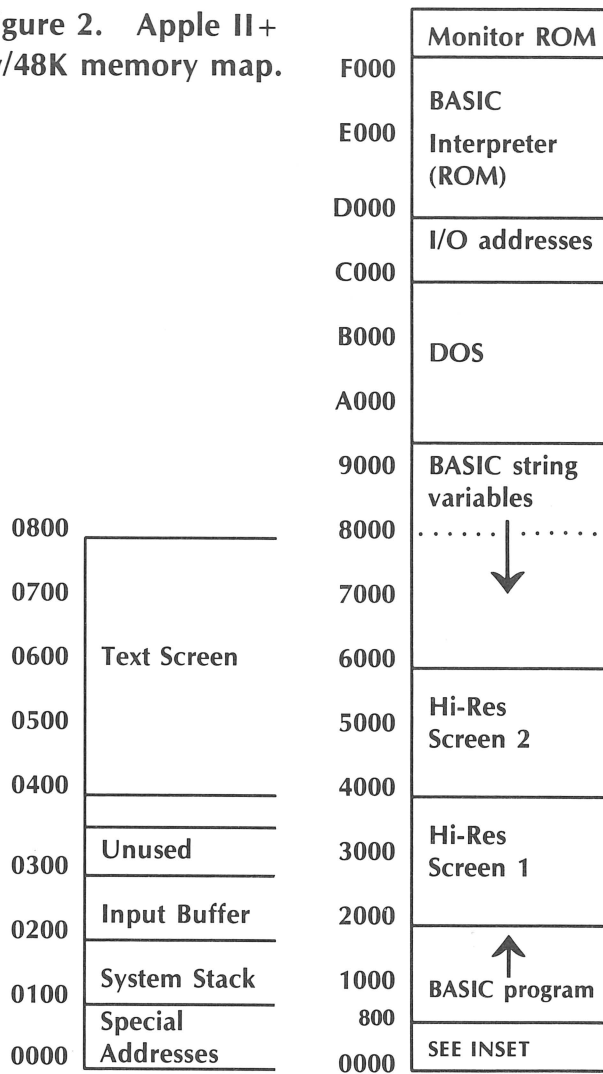 gure 2. Apple II+
/48K memory map.
0800
0700
0600
0500
0400
0300
0200
0100
0000
Text Screen
Unused
Input Buffer
System Stack
Special
Addresses
F000
E000
D000
C000
B000
A000
9000
8000
7000
6000
5000
4000
3000
2000
1000
800
0000
Monitor ROM
BASIC
Interpreter
(ROM)
I/O addresses
DOS
BASIC string
variables
Hi-Res
Screen 2
Hi-Res
Screen 1
BASIC program
SEE INSET